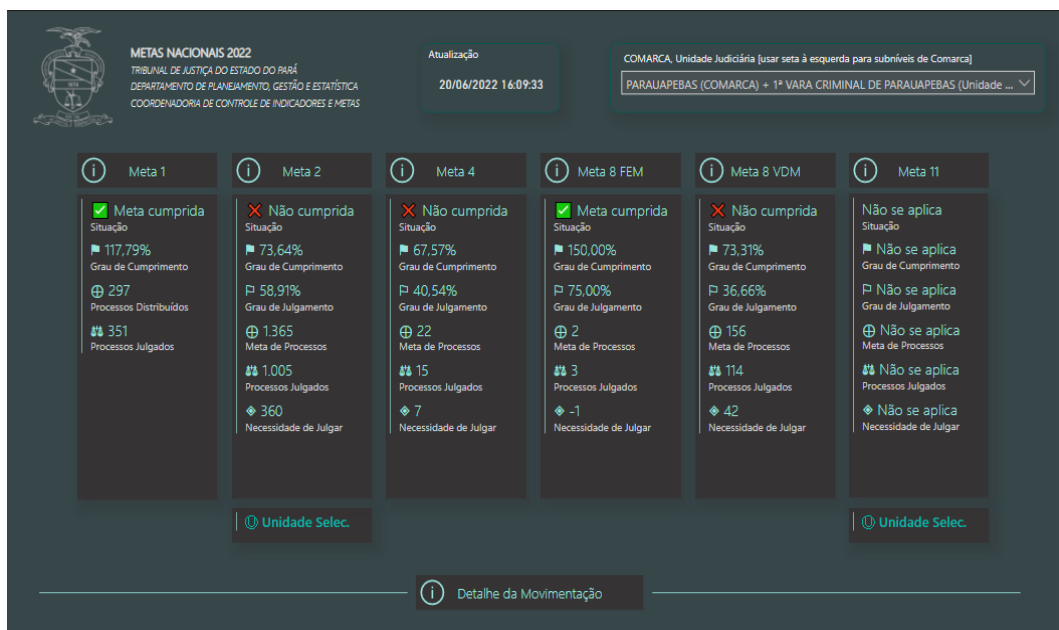 METAS NACIONAIS 2022
TRIBUNAL DE JUSTIÇA DO ESTADO DO PARÁ
DEPARTAMENTO DE PLANEJAMENTO, GESTÃO E ESTATÍSTICA
COORDENADORIA DE CONTROLE DE INDICADORES E METAS
Atualização
20/06/2022 16:09:33
COMARCA, Unidade Judiciária [usar seta à esquerda para subníveis de Comarca]
PARAUAPEBAS (COMARCA) + 1ª VARA CRIMINAL DE PARAUAPEBAS (Unidade ...
Meta 1
Meta cumprida
Situação
117,79%
Grau de Cumprimento
297
Processos Distribuídos
351
Processos Julgados
Meta 2
Não cumprida
Situação
73,64%
Grau de Cumprimento
58,91%
Grau de Julgamento
1.365
Meta de Processos
1.005
Processos Julgados
360
Necessidade de Julgar
Unidade Selec.
Meta 4
Não cumprida
Situação
67,57%
Grau de Cumprimento
40,54%
Grau de Julgamento
22
Meta de Processos
15
Processos Julgados
7
Necessidade de Julgar
Meta 8 FEM
Meta cumprida
Situação
150,00%
Grau de Cumprimento
75,00%
Grau de Julgamento
2
Meta de Processos
3
Processos Julgados
-1
Necessidade de Julgar
Meta 8 VDM
Não cumprida
Situação
73,31%
Grau de Cumprimento
36,66%
Grau de Julgamento
156
Meta de Processos
114
Processos Julgados
42
Necessidade de Julgar
Meta 11
Não se aplica
Situação
Não se aplica
Grau de Cumprimento
Não se aplica
Grau de Julgamento
Não se aplica
Meta de Processos
Não se aplica
Processos Julgados
Não se aplica
Necessidade de Julgar
Unidade Selec.
Detalhe da Movimentação